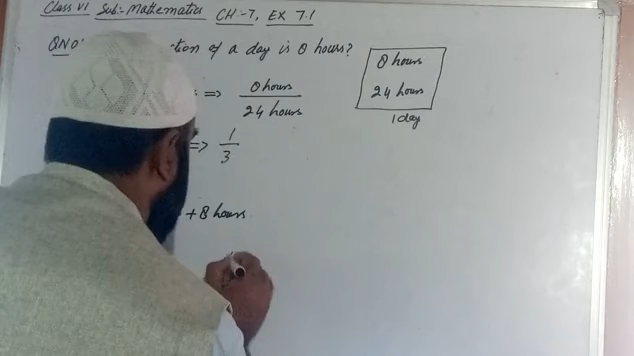 Class VI Sub:- Mathematics CH-7, EX 7.1
QNO
of a day is 8 hours?
8 hours
24 hours
1 day
=> 8 hours
24 hours
=> 1
3
+ 8 hours